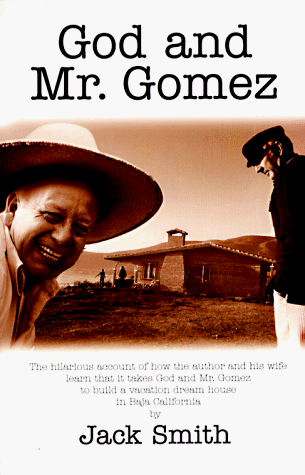 God and
Mr. Gomez
The hilarious account of how the author and his wife
learn that it takes God and Mr. Gomez
to build a vacation dream house
in Baja California
by
Jack Smith